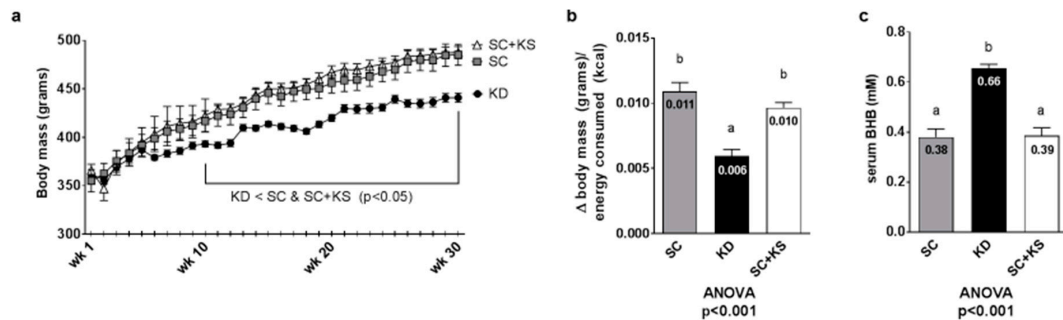 a
Body mass (grams)
500
450
400
350
300
wk 1
wk 10
wk 20
wk 30
SC+KS
SC
KD
KD < SC & SC+KS (p<0.05)
b
Δ body mass (grams)/
energy consumed (kcal)
0.015
0.010
0.005
0.000
b
a
b
0.011
0.006
0.010
SC
KD
SC+KS
ANOVA
p<0.001
c
serum BHB (mM)
0.8
0.6
0.4
0.2
0.0
a
b
a
0.38
0.66
0.39
SC
KD
SC+KS
ANOVA
p<0.001